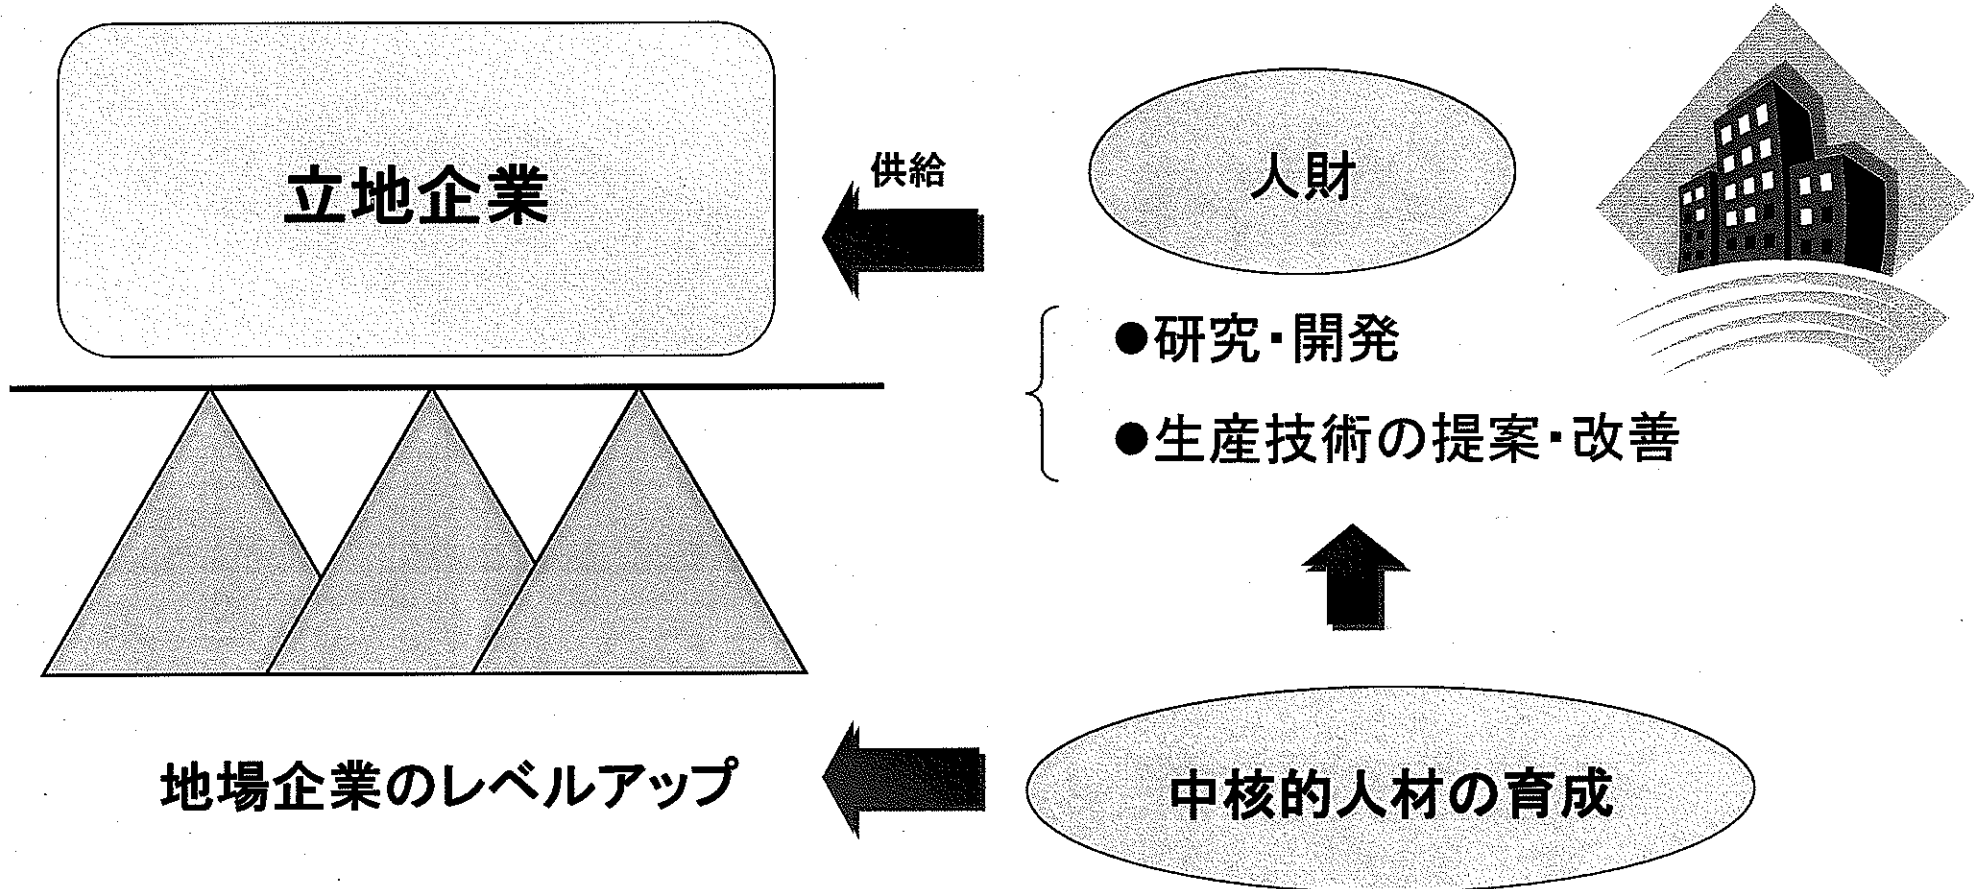 立地企業
供給
人財
●研究・開発
●生産技術の提案・改善
地場企業のレベルアップ
中核的人材の育成